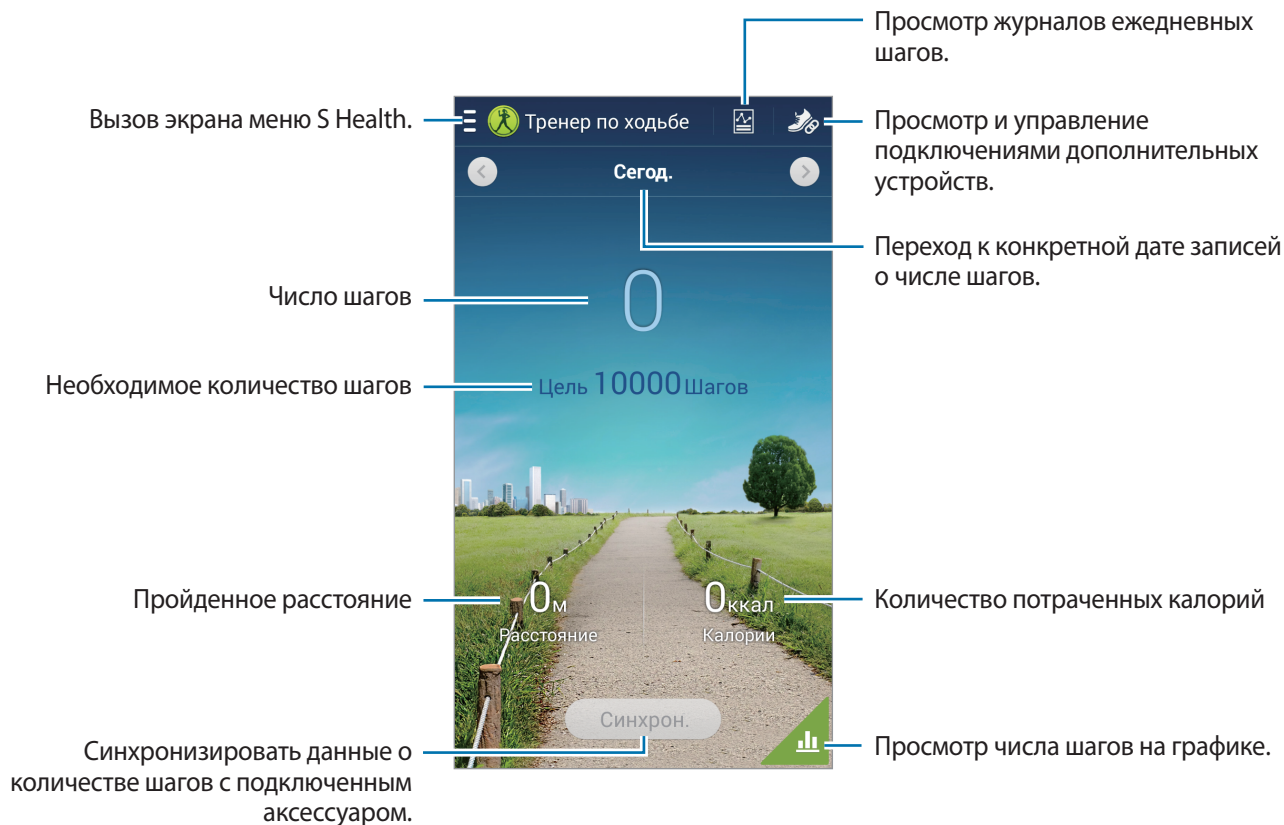 Просмотр журналов ежедневных
шагов.
Вызов экрана меню S Health.
Тренер по ходьбе
Просмотр и управление
подключениями дополнительных
устройств.
Сегод.
Переход к конкретной дате записей
о числе шагов.
Число шагов
0
Необходимое количество шагов
Цель 10000 Шагов
Пройденное расстояние
0м
Расстояние
0ккал
Калории
Количество потраченных калорий
Синхрон.
Синхронизировать данные о
количестве шагов с подключенным
аксессуаром.
Просмотр числа шагов на графике.